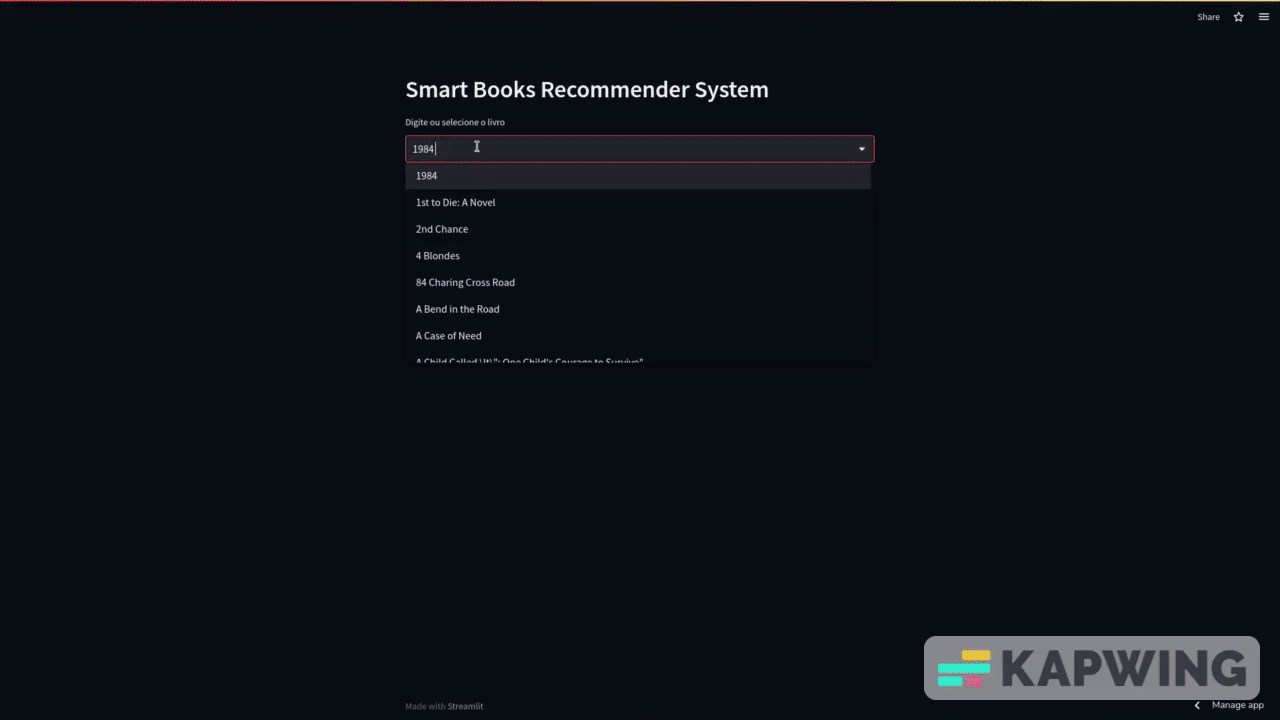 Share
Smart Books Recommender System
Digite ou selecione o livro
1984
1984
1st to Die: A Novel
2nd Chance
4 Blondes
84 Charing Cross Road
A Bend in the Road
A Case of Need
A Child Called \It\": One Child's Courage to Survive"
KAPWING
Made with Streamlit
Manage app